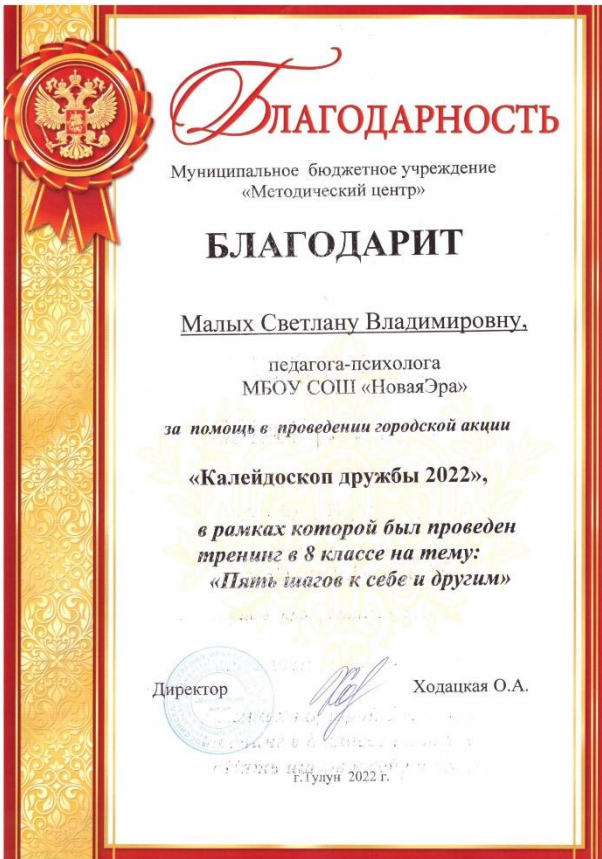 БЛАГОДАРНОСТЬ
Муниципальное бюджетное учреждение
«Методический центр»
БЛАГОДАРИТ
Малых Светлану Владимировну,
педагога-психолога
МБОУ СОШ «НоваяЭра»
за помощь в проведении городской акции
«Калейдоскоп дружбы 2022»,
в рамках которой был проведен
тренинг в 8 классе на тему:
«Пять шагов к себе и другим»
Директор Ходацкая О.А.
г.Тулун 2022 г.